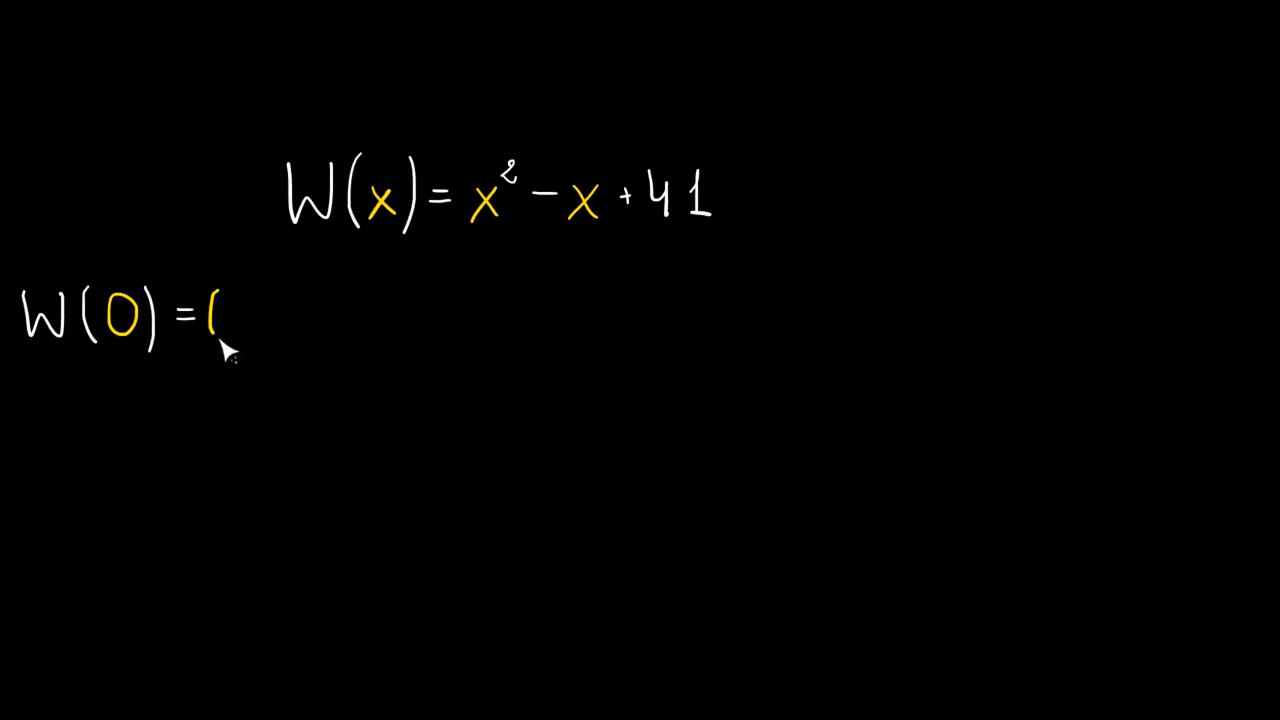 W(x) = x² - x + 41
W(0) = (